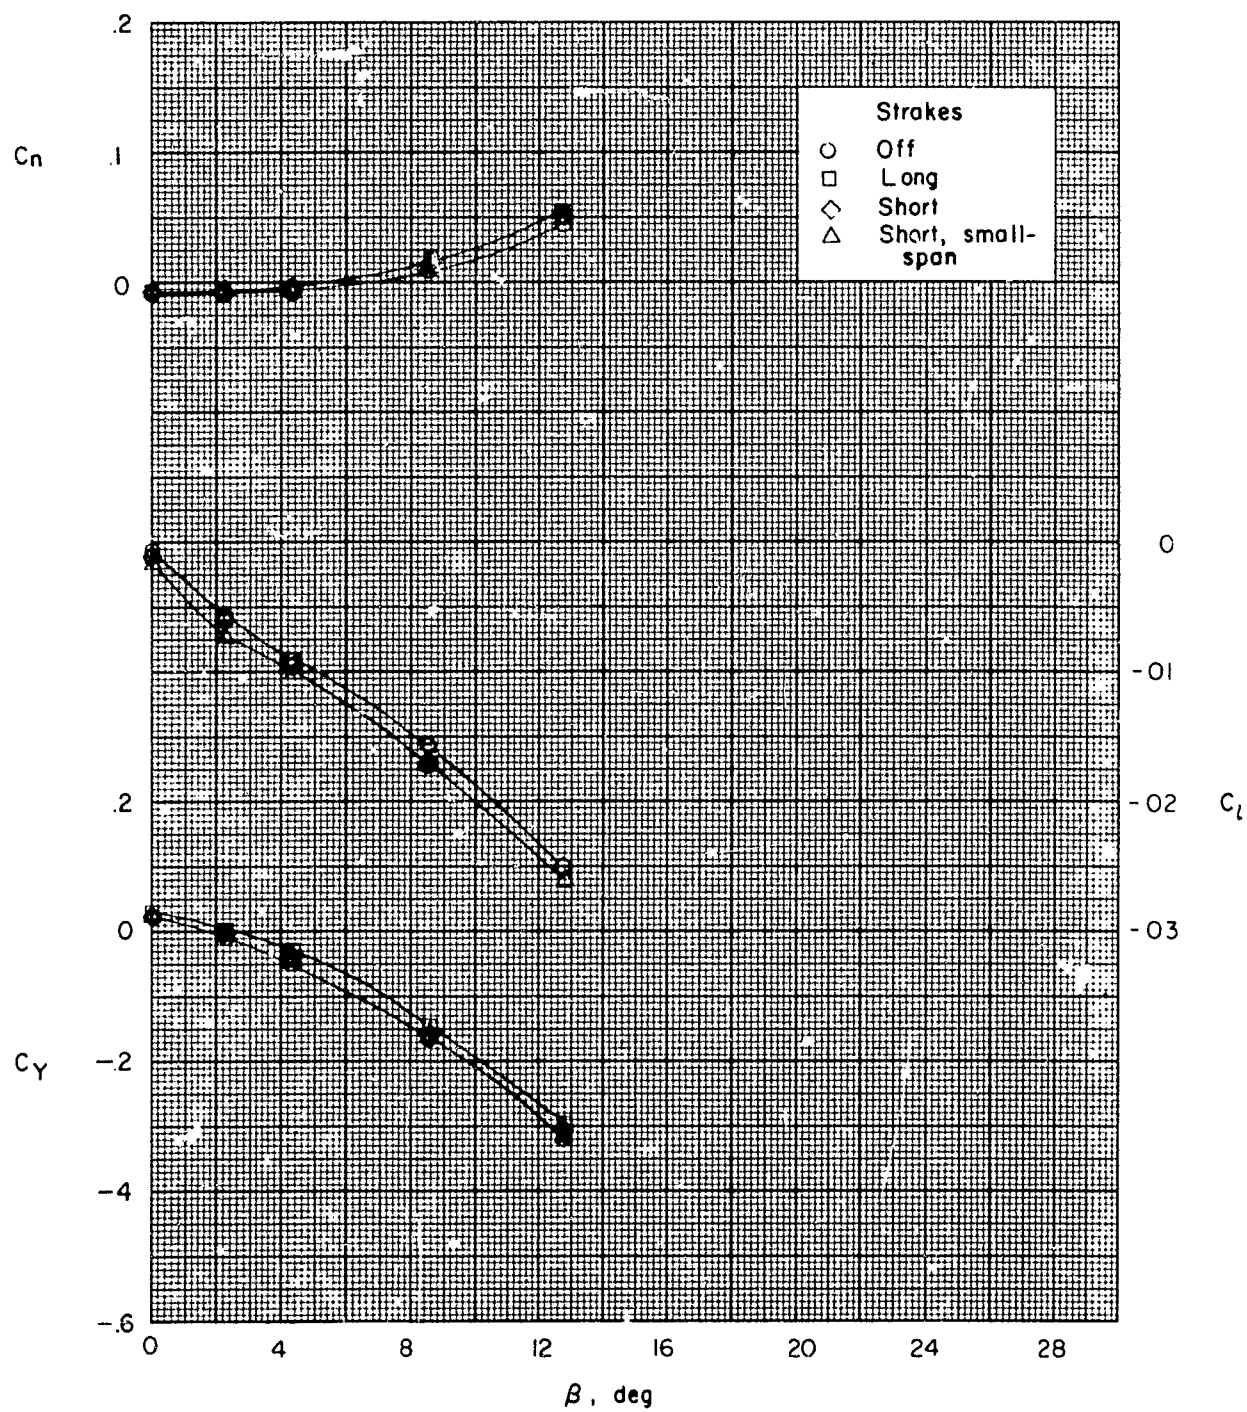 .2
Cn
.1
0
Strakes
Off
Long
Short
Short, small-
span
0
-.01
.2
-.02
Cl
0
-.03
CY
-.2
-.4
-.6
0
4
8
12
16
20
24
28
β, deg